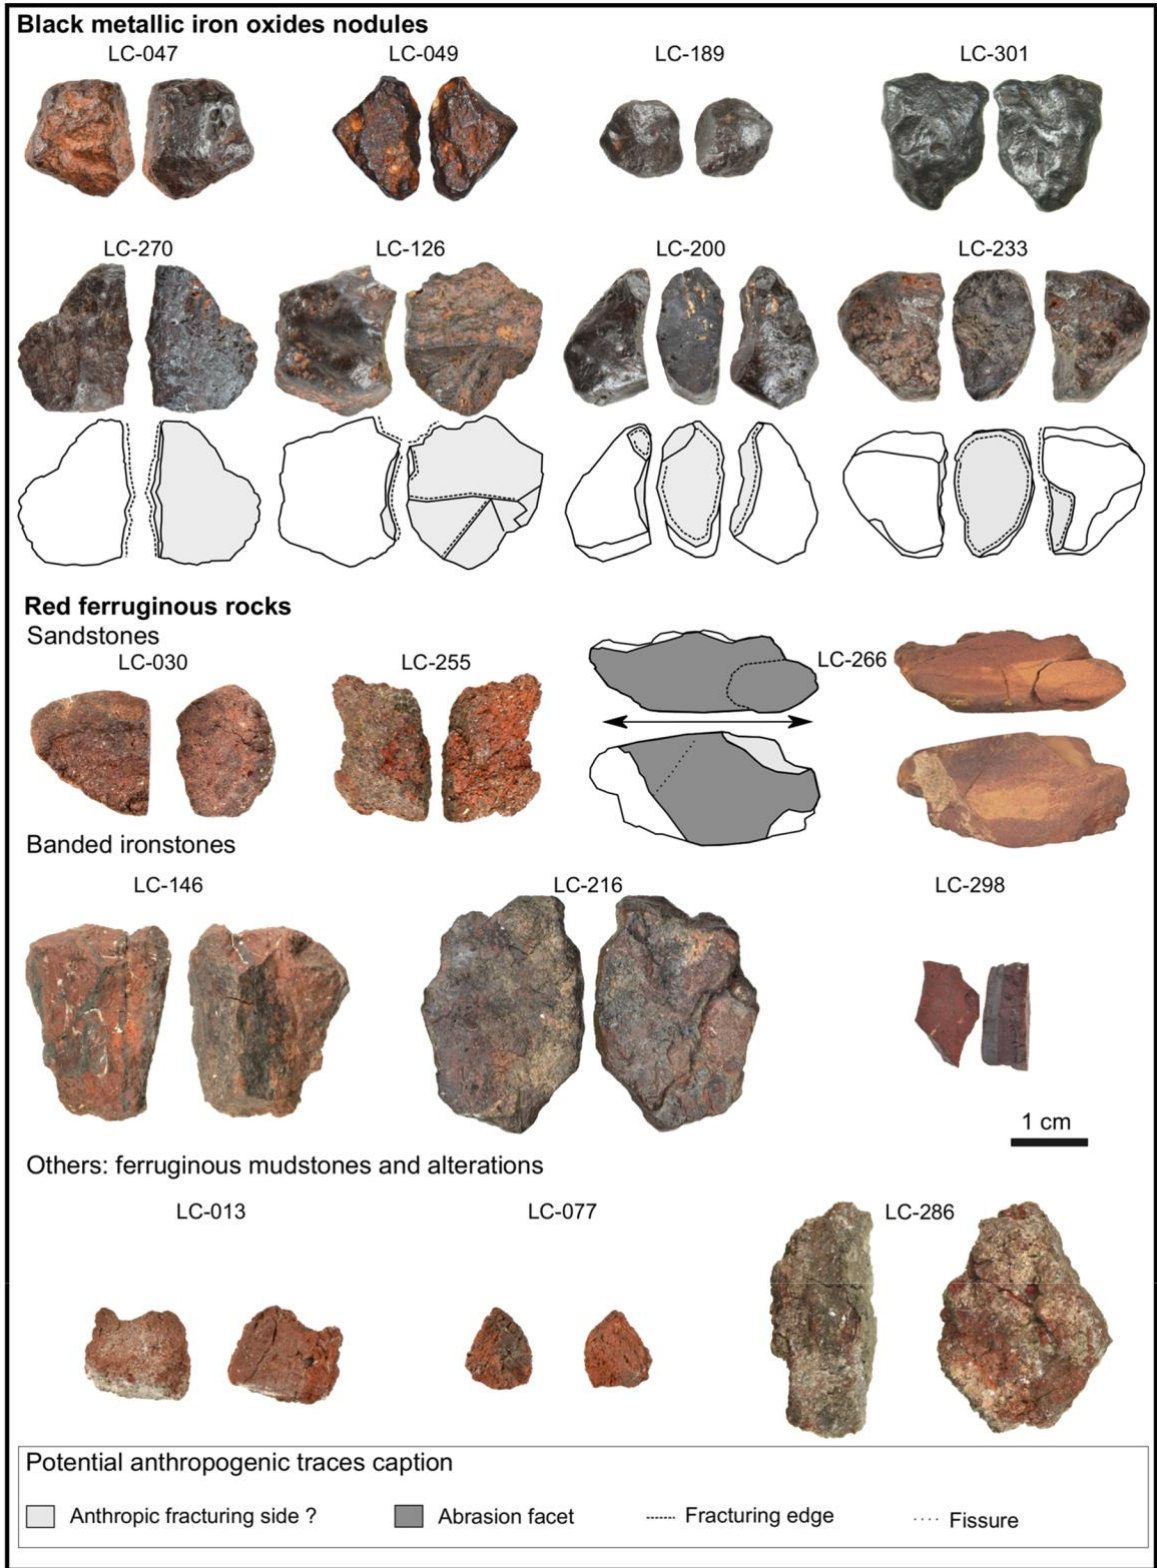 Black metallic iron oxides nodules
LC-047 LC-049 LC-189 LC-301
LC-270 LC-126 LC-200 LC-233
Red ferruginous rocks
Sandstones
LC-030 LC-255 LC-266
Banded ironstones
LC-146 LC-216 LC-298
1 cm
Others: ferruginous mudstones and alterations
LC-013 LC-077 LC-286
Potential anthropogenic traces caption
Anthropic fracturing side ? Abrasion facet Fracturing edge Fissure